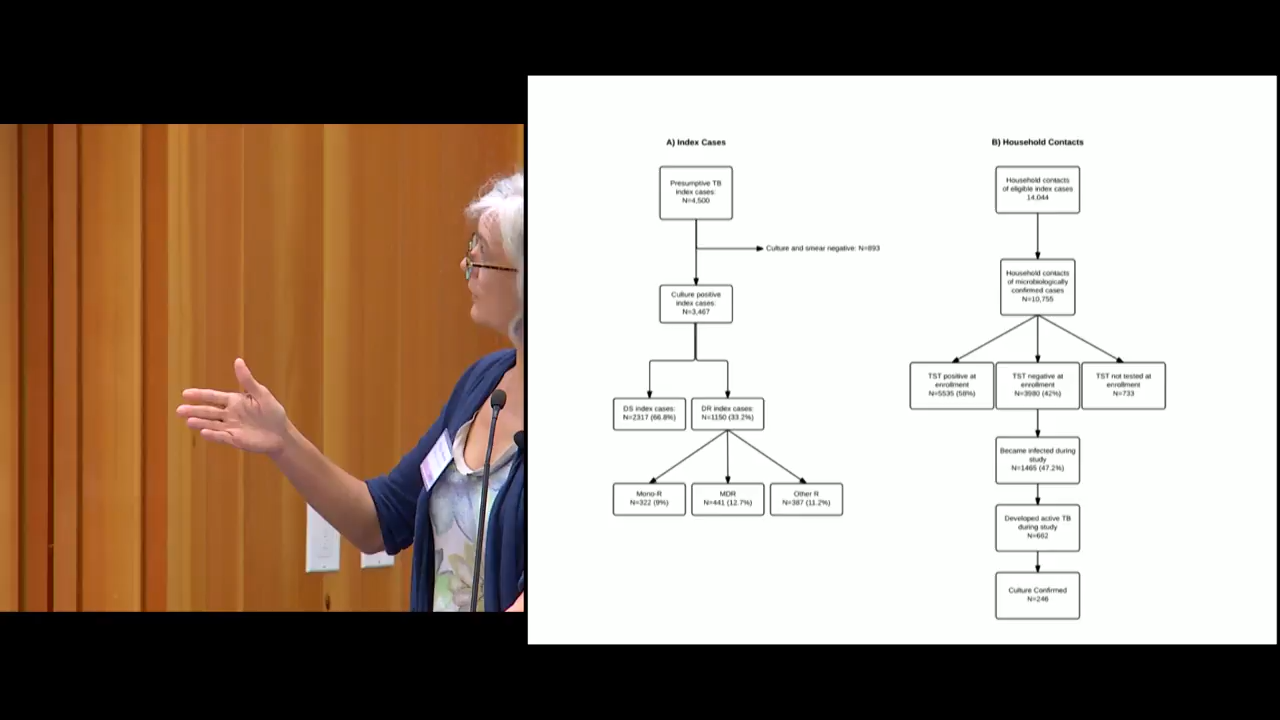 A) Index Cases
Presumptive TB
index cases:
N=4,500
Culture and smear negative: N=893
Culture positive
index cases:
N=3,467
DS index cases:
N=2317 (66.8%)
DR index cases:
N=1150 (33.2%)
Mono-R
N=322 (9%)
MDR
N=441 (12.7%)
Other R
N=387 (11.2%)
B) Household Contacts
Household contacts
of eligible index cases
14,044
Household contacts
of microbiologically
confirmed cases
N=10,755
TST positive at
enrollment
N=5535 (58%)
TST negative at
enrollment
N=3980 (42%)
TST not tested at
enrollment
N=733
Became infected during
study
N=1465 (47.2%)
Developed active TB
during study
N=662
Culture Confirmed
N=246